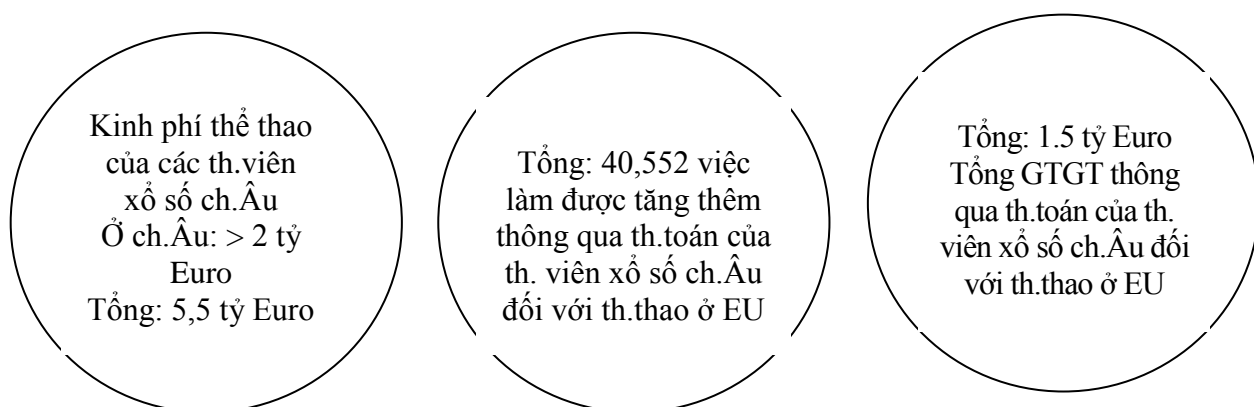 Kinh phí thể thao
của các th.viên
xổ số ch.Âu
Ở ch.Âu: > 2 tỷ
Euro
Tổng: 5,5 tỷ Euro
Tổng: 40,552 việc
làm được tăng thêm
thông qua th.toán của
th. viên xổ số ch.Âu
đối với th.thao ở EU
Tổng: 1.5 tỷ Euro
Tổng GTGT thông
qua th.toán của th.
viên xổ số ch.Âu đối
với th.thao ở EU